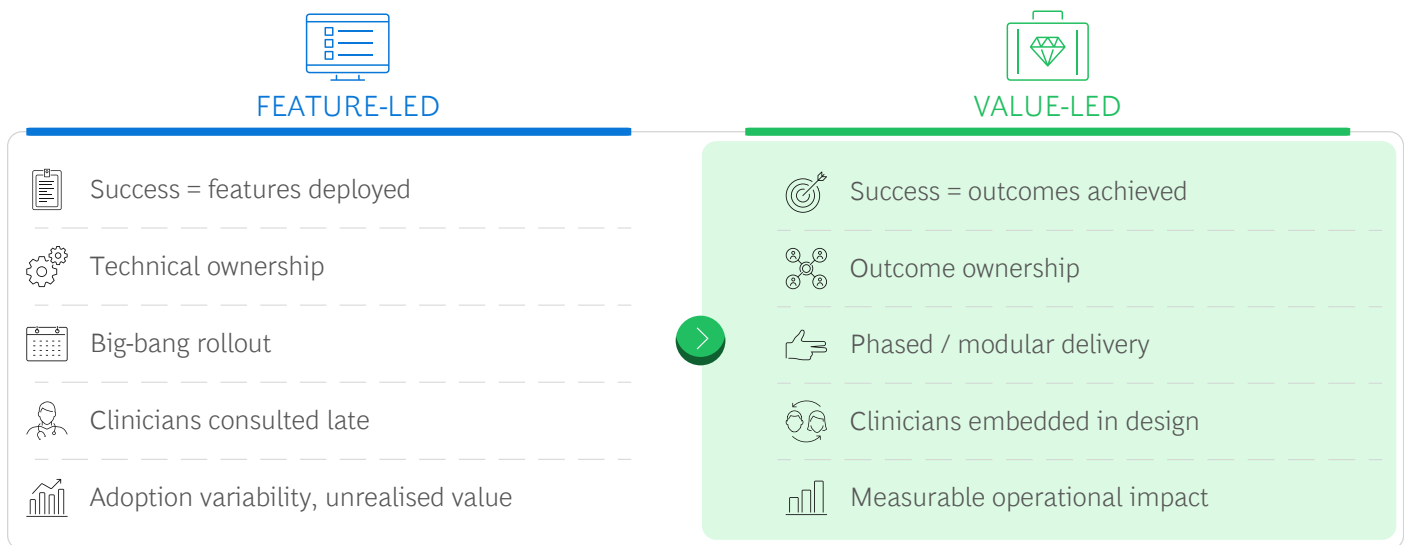 FEATURE-LED
VALUE-LED
Success = features deployed
Success = outcomes achieved
Technical ownership
Outcome ownership
Big-bang rollout
Phased / modular delivery
Clinicians consulted late
Clinicians embedded in design
Adoption variability, unrealised value
Measurable operational impact